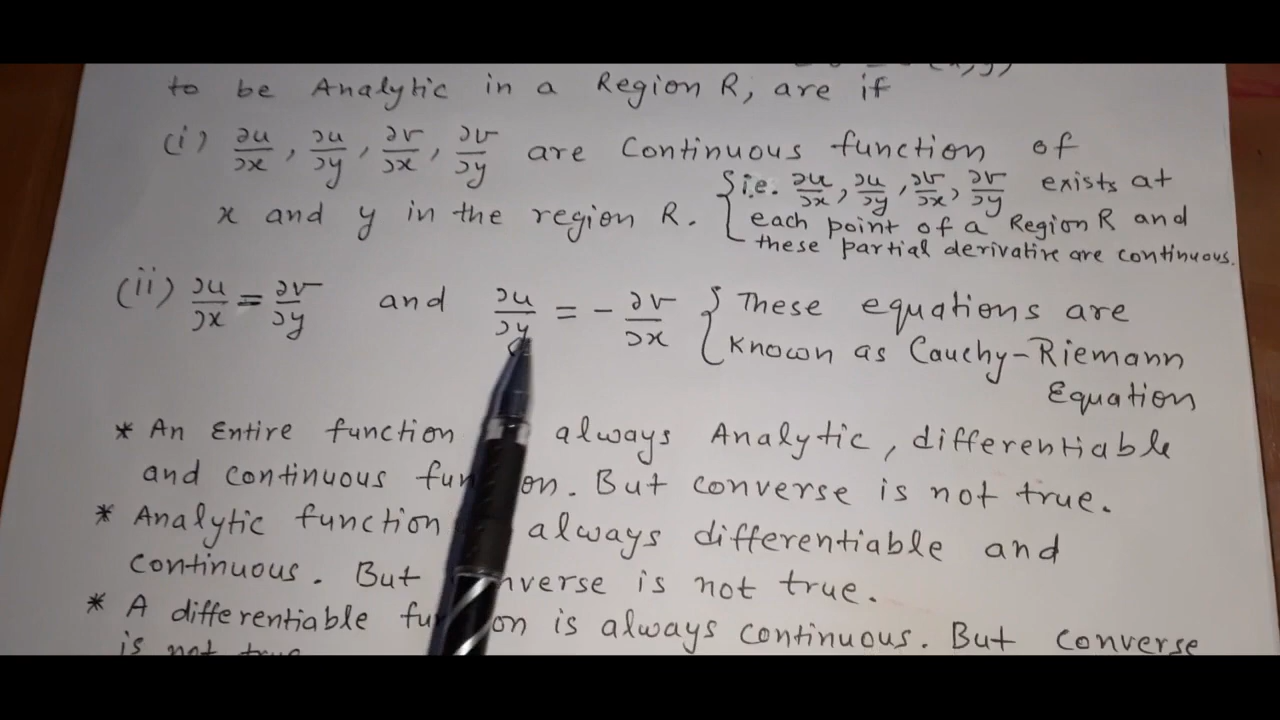 to be Analytic in a Region R, are if
(i) ∂u/∂x, ∂u/∂y, ∂v/∂x, ∂v/∂y are Continuous function of
x and y in the region R.
{i.e. ∂u/∂x, ∂u/∂y, ∂v/∂x, ∂v/∂y exists at
each point of a Region R and
these partial derivative are continuous.
(ii) ∂u/∂x = ∂v/∂y and ∂u/∂y = - ∂v/∂x { These equations are
known as Cauchy-Riemann
Equation
* An Entire function always Analytic, differentiable
and continuous fun on. But converse is not true.
* Analytic function always differentiable and
continuous. But nverse is not true.
* A differentiable fu on is always continuous. But converse
is not true